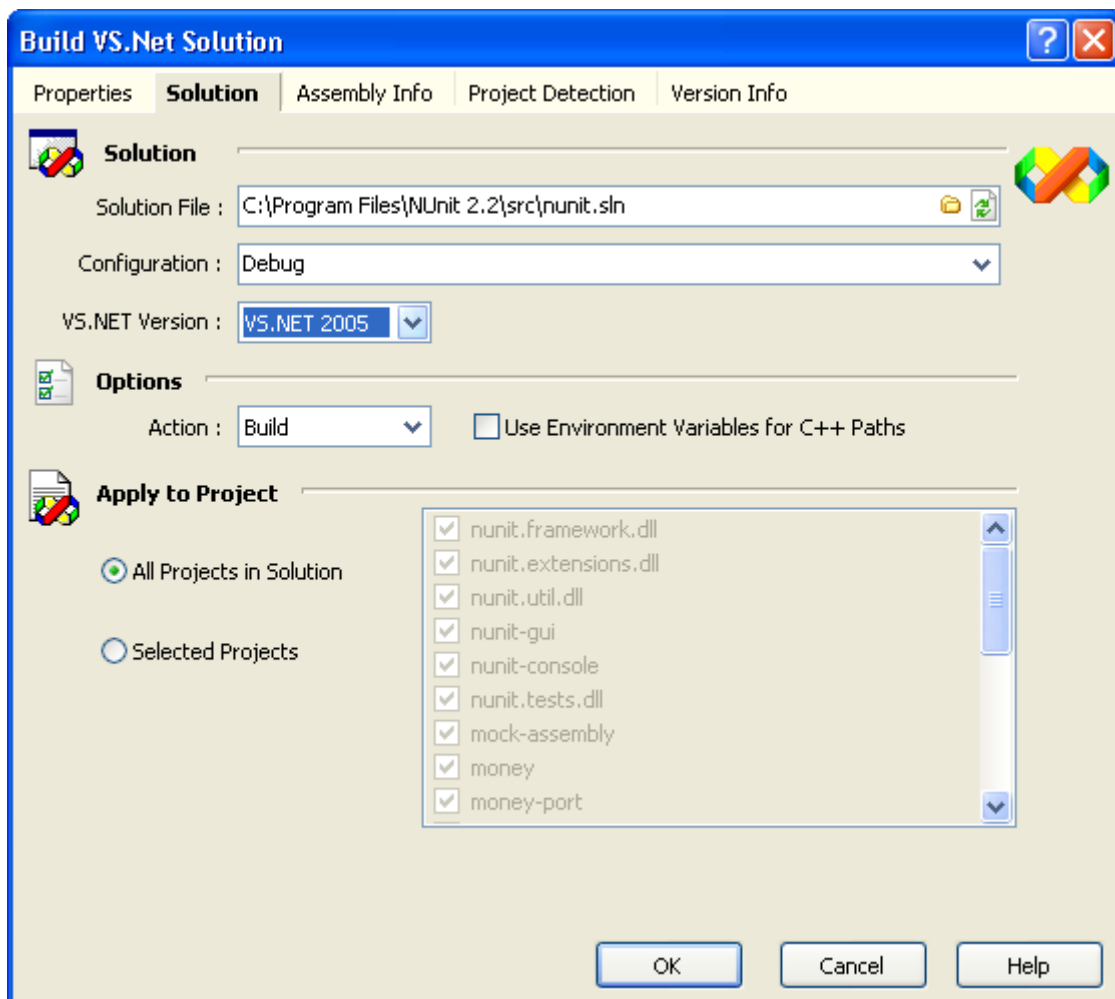 Build VS.Net Solution
Properties Solution Assembly Info Project Detection Version Info
Solution
Solution File : C:\Program Files\NUnit 2.2\src\nunit.sln
Configuration : Debug
VS.NET Version : VS.NET 2005
Options
Action : Build Use Environment Variables for C++ Paths
Apply to Project
All Projects in Solution
Selected Projects
nunit.framework.dll
nunit.extensions.dll
nunit.util.dll
nunit-gui
nunit-console
nunit.tests.dll
mock-assembly
money
money-port
OK Cancel Help